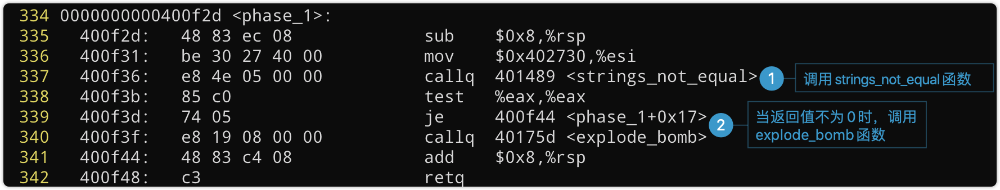 334 0000000000400f2d <phase_1>:
335 400f2d: 48 83 ec 08 sub $0x8,%rsp
336 400f31: be 30 27 40 00 mov $0x402730,%esi
337 400f36: e8 4e 05 00 00 callq 401489 <strings_not_equal> 1 调用 strings_not_equal 函数
338 400f3b: 85 c0 test %eax,%eax
339 400f3d: 74 05 je 400f44 <phase_1+0x17>
340 400f3f: e8 19 08 00 00 callq 40175d <explode_bomb>
2 当返回值不为 0 时，调用
explode_bomb 函数
341 400f44: 48 83 c4 08 add $0x8,%rsp
342 400f48: c3 retq